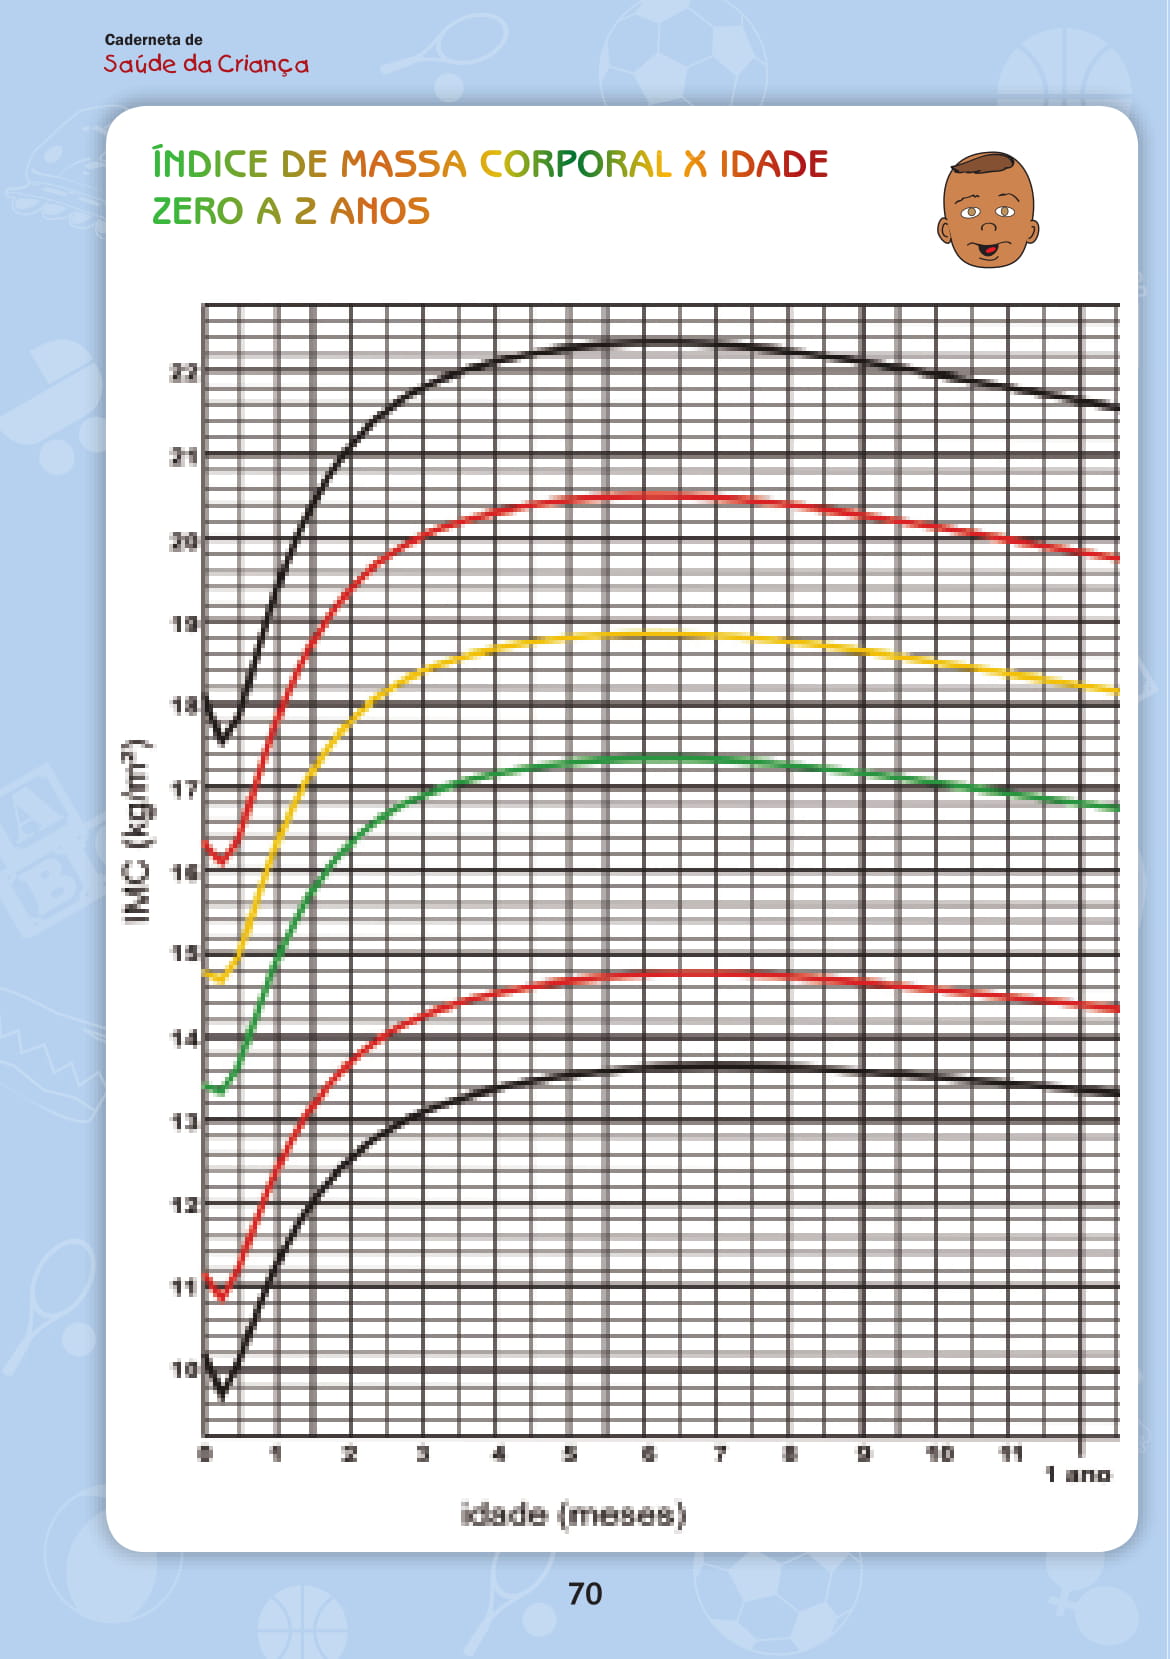 Caderneta de
Saúde da Criança
ÍNDICE DE MASSA CORPORAL X IDADE
ZERO A 2 ANOS
22
21
20
19
18
17
16
15
14
13
12
11
10
IMC (kg/m²)
0 1 2 3 4 5 6 7 8 9 10 11
1 ano
idade (meses)
70